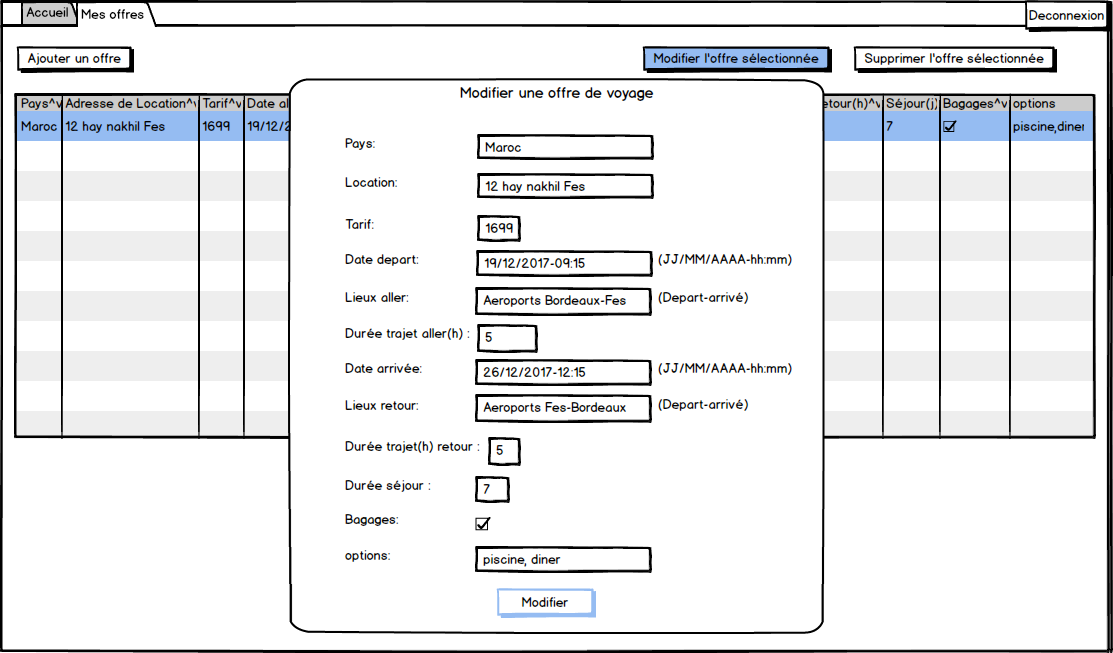 Accueil Mes offres Deconnexion
Ajouter un offre Modifier l'offre sélectionnée Supprimer l'offre sélectionnée
Pays^v Adresse de Location^v Tarif^v Date al etour(h)^v Séjour(j) Bagages^v options
Maroc 12 hay nakhil Fes 1699 19/12/2 7 piscine,diner
Modifier une offre de voyage
Pays: Maroc
Location: 12 hay nakhil Fes
Tarif: 1699
Date depart: 19/12/2017-09:15 (JJ/MM/AAAA-hh:mm)
Lieux aller: Aeroports Bordeaux-Fes (Depart-arrivé)
Durée trajet aller(h) : 5
Date arrivée: 26/12/2017-12:15 (JJ/MM/AAAA-hh:mm)
Lieux retour: Aeroports Fes-Bordeaux (Depart-arrivé)
Durée trajet(h) retour : 5
Durée séjour : 7
Bagages:
options: piscine, diner
Modifier